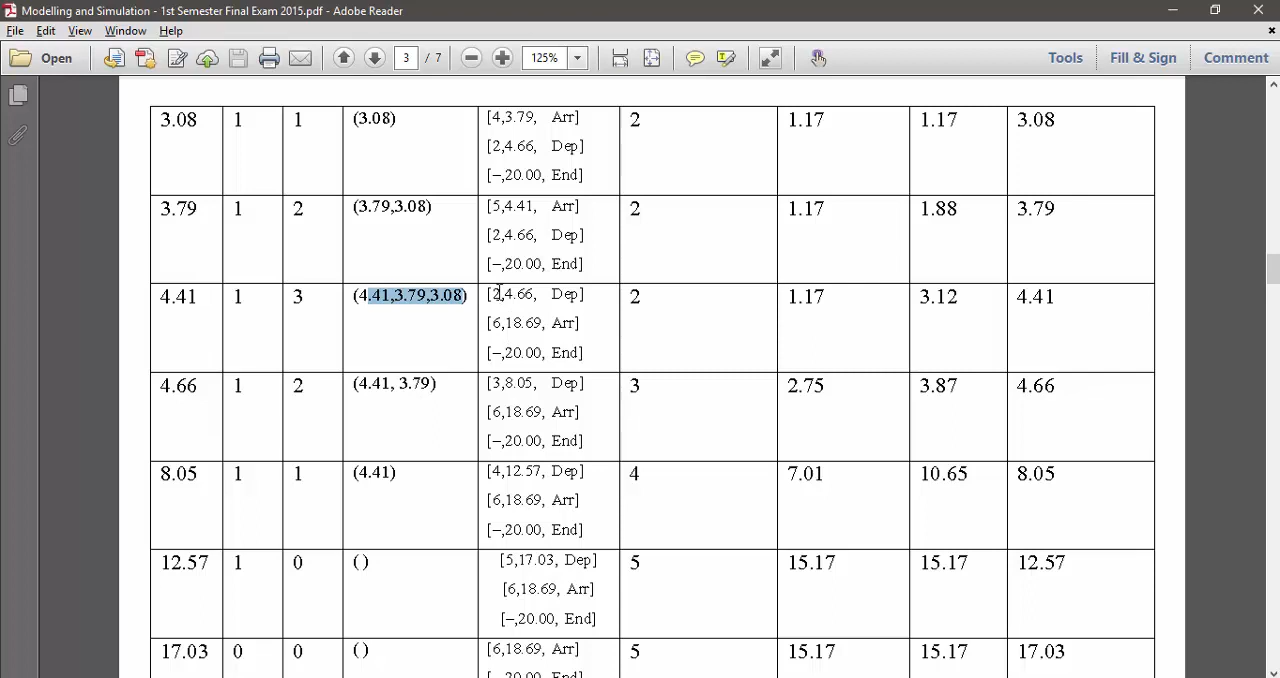 Modelling and Simulation - 1st Semester Final Exam 2015.pdf - Adobe Reader
File Edit View Window Help
Open 3 / 7 125% Tools Fill & Sign Comment
3.08 1 1 (3.08) [4,3.79, Arr] 2 1.17 1.17 3.08
[2,4.66, Dep]
[–,20.00, End]
3.79 1 2 (3.79,3.08) [5,4.41, Arr] 2 1.17 1.88 3.79
[2,4.66, Dep]
[–,20.00, End]
4.41 1 3 (4.41,3.79,3.08) [2,4.66, Dep] 2 1.17 3.12 4.41
[6,18.69, Arr]
[–,20.00, End]
4.66 1 2 (4.41, 3.79) [3,8.05, Dep] 3 2.75 3.87 4.66
[6,18.69, Arr]
[–,20.00, End]
8.05 1 1 (4.41) [4,12.57, Dep] 4 7.01 10.65 8.05
[6,18.69, Arr]
[–,20.00, End]
12.57 1 0 ( ) [5,17.03, Dep] 5 15.17 15.17 12.57
[6,18.69, Arr]
[–,20.00, End]
17.03 0 0 ( ) [6,18.69, Arr] 5 15.17 15.17 17.03
[–,20.00, End]